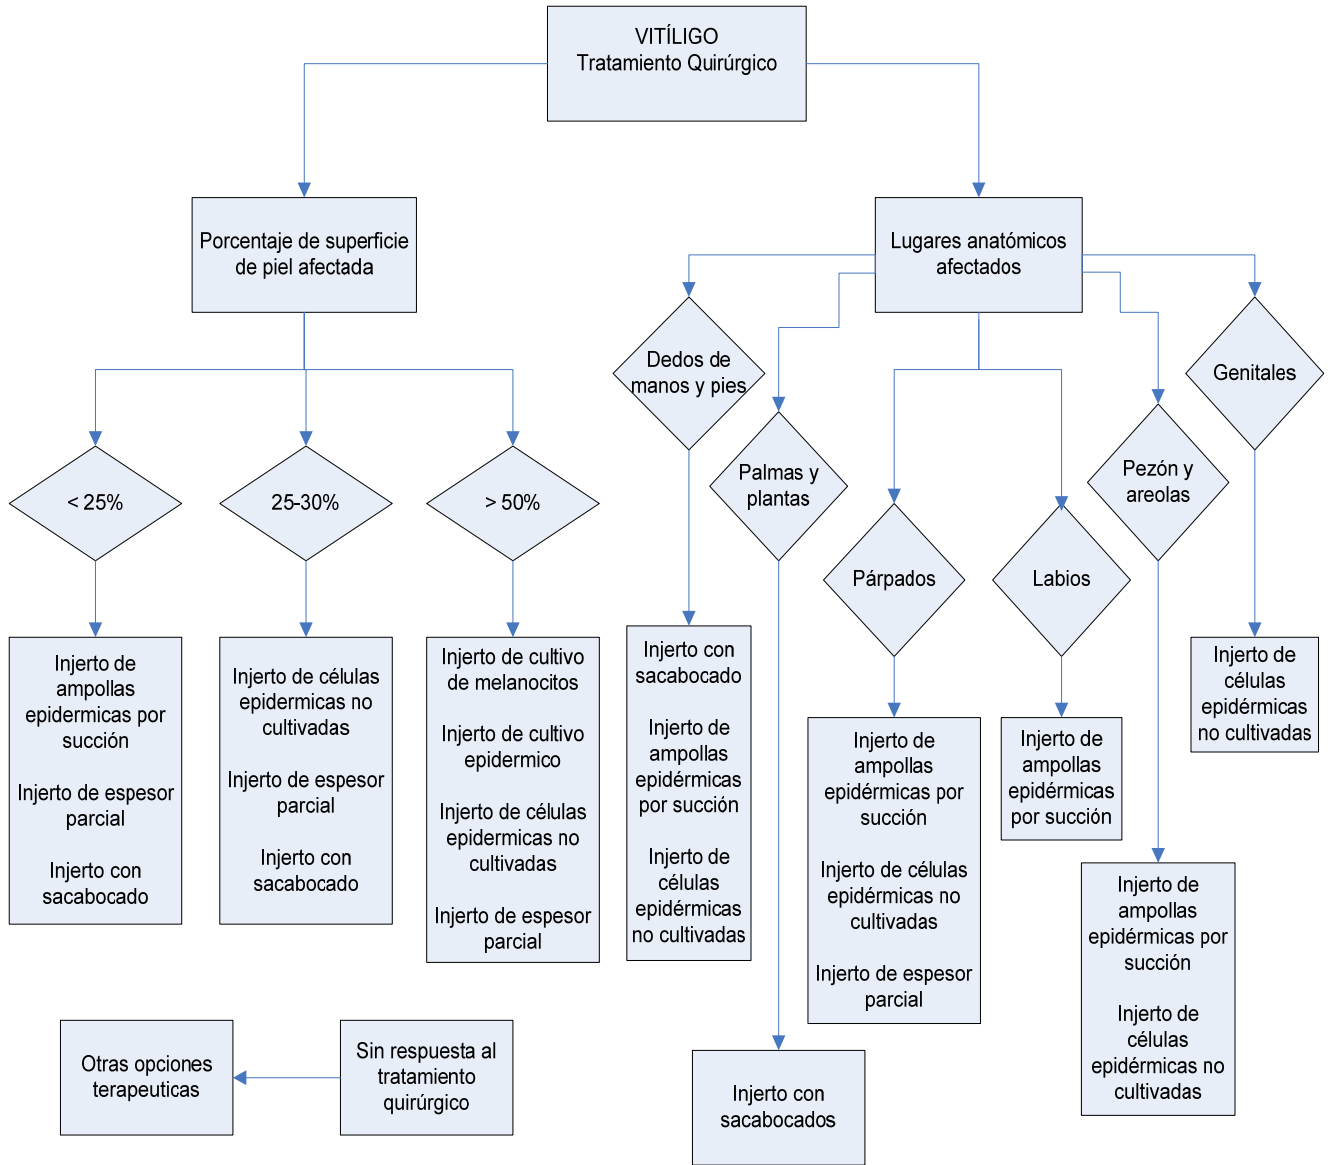 VITÍLIGO
Tratamiento Quirúrgico
Porcentaje de superficie
de piel afectada
Lugares anatómicos
afectados
< 25%
25-30%
> 50%
Dedos de
manos y pies
Palmas y
plantas
Párpados
Labios
Pezón y
areolas
Genitales
Injerto de
ampollas
epidermicas por
succión
Injerto de espesor
parcial
Injerto con
sacabocado
Injerto de células
epidermicas no
cultivadas
Injerto de espesor
parcial
Injerto con
sacabocado
Injerto de cultivo
de melanocitos
Injerto de cultivo
epidermico
Injerto de células
epidermicas no
cultivadas
Injerto de espesor
parcial
Injerto con
sacabocado
Injerto de
ampollas
epidérmicas
por succión
Injerto de
células
epidérmicas
no cultivadas
Injerto con
sacabocados
Injerto de
ampollas
epidérmicas por
succión
Injerto de células
epidérmicas no
cultivadas
Injerto de espesor
parcial
Injerto de
ampollas
epidérmicas
por succión
Injerto de
ampollas
epidérmicas por
succión
Injerto de
células
epidérmicas no
cultivadas
Injerto de
células
epidérmicas
no cultivadas
Otras opciones
terapeuticas
Sin respuesta al
tratamiento
quirúrgico